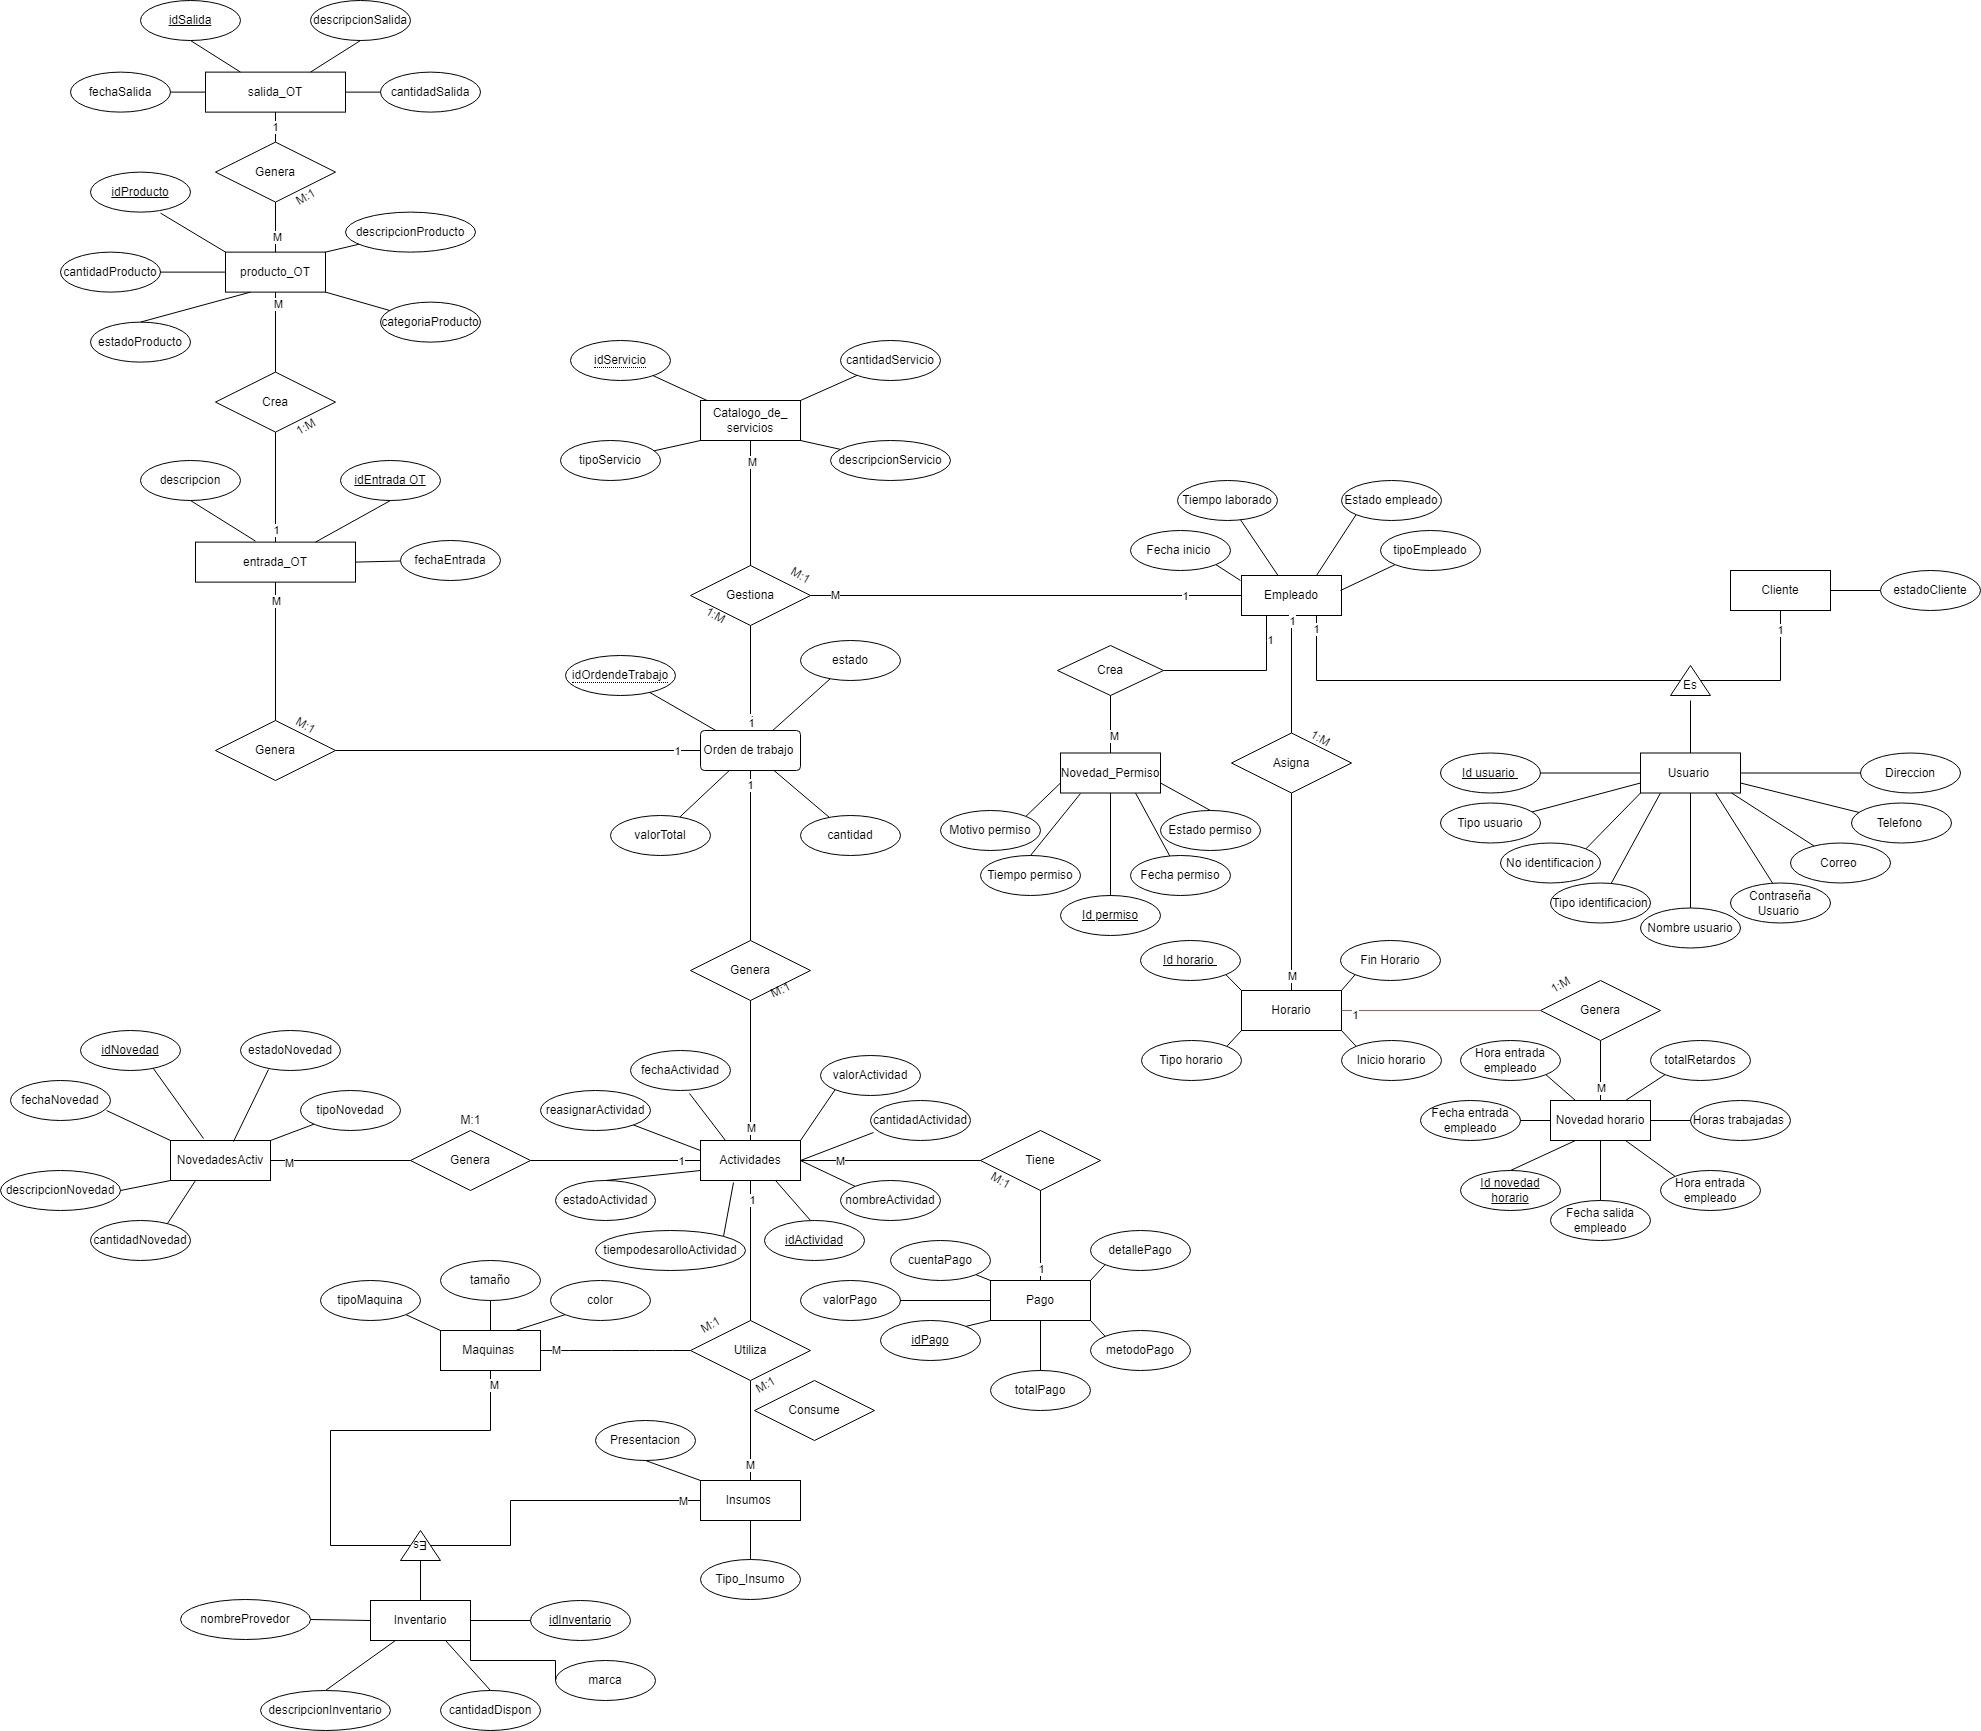 idSalida
descripcionSalida
fechaSalida
salida_OT
cantidadSalida
1
Genera
M:1
idProducto
M
descripcionProducto
cantidadProducto
producto_OT
M
categoriaProducto
estadoProducto
Crea
1:M
descripcion
idEntrada OT
1
entrada_OT
fechaEntrada
M
M:1
Genera
1
idServicio
cantidadServicio
Catalogo_de_
servicios
tipoServicio
M
descripcionServicio
M:1
Gestiona
M
1
1:M
idOrdendeTrabajo
estado
1
Orden de trabajo
1
valorTotal
cantidad
Tiempo laborado
Estado empleado
Fecha inicio
tipoEmpleado
Empleado
1
1
1
Cliente
estadoCliente
1
Crea
Es
M
Novedad_Permiso
Motivo permiso
Estado permiso
Tiempo permiso
Fecha permiso
Id permiso
1:M
Asigna
Id usuario
Usuario
Direccion
Tipo usuario
Telefono
No identificacion
Correo
Tipo identificacion
Contraseña
Usuario
Nombre usuario
Id horario
Fin Horario
M
Horario
1
1:M
Genera
Tipo horario
Inicio horario
Hora entrada
empleado
totalRetardos
M
Fecha entrada
empleado
Novedad horario
Horas trabajadas
Id novedad
horario
Hora entrada
empleado
Fecha salida
empleado
Genera
M:1
idNovedad
estadoNovedad
fechaNovedad
tipoNovedad
NovedadesActiv
M
M:1
Genera
1
descripcionNovedad
cantidadNovedad
fechaActividad
valorActividad
reasignarActividad
cantidadActividad
M
Actividades
M
Tiene
M:1
estadoActividad
1
nombreActividad
tiempodesarolloActividad
idActividad
cuentaPago
detallePago
1
valorPago
Pago
idPago
metodoPago
totalPago
tamaño
tipoMaquina
color
Maquinas
M
M:1
Utiliza
M
M:1
Consume
Presentacion
M
M
Insumos
Es
Tipo_Insumo
nombreProvedor
Inventario
idInventario
marca
descripcionInventario
cantidadDispon